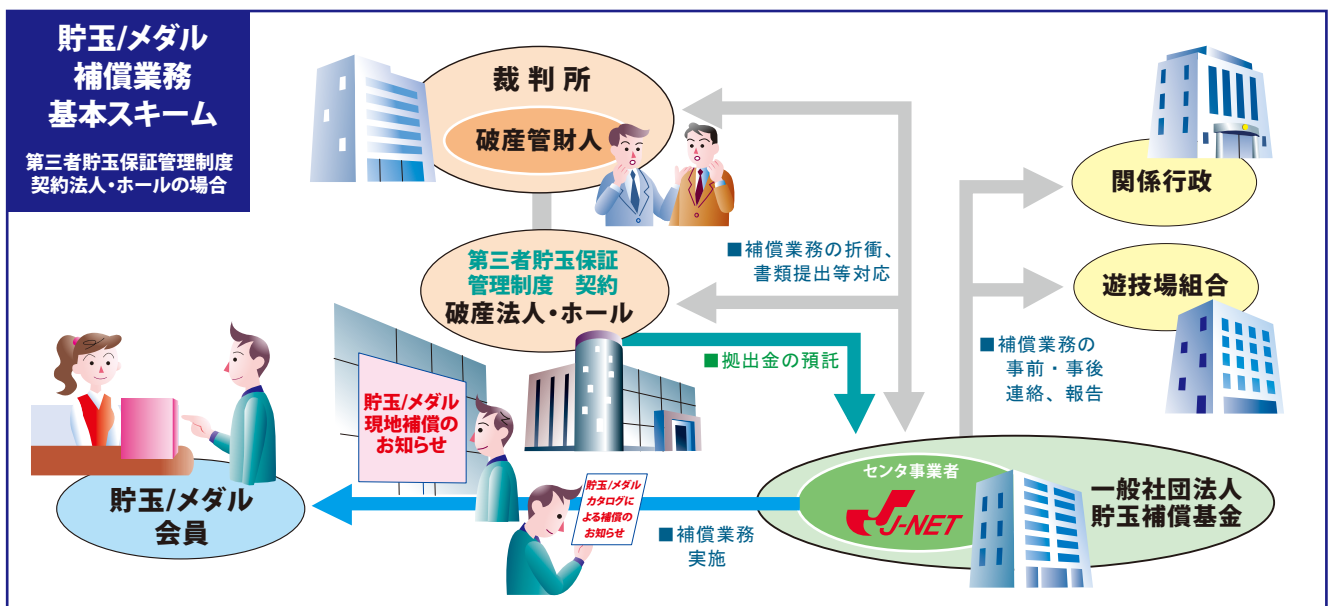 貯玉/メダル
補償業務
基本スキーム
第三者貯玉保証管理制度
契約法人・ホールの場合
裁判所
破産管財人
関係行政
■補償業務の折衝、
書類提出等対応
第三者貯玉保証
管理制度 契約
破産法人・ホール
遊技場組合
■拠出金の預託
■補償業務の
事前・事後
連絡、報告
貯玉/メダル
現地補償の
お知らせ
センタ事業者
J-NET
一般社団法人
貯玉補償基金
貯玉/メダル
カタログに
よる補償の
お知らせ
貯玉/メダル
会員
■補償業務
実施